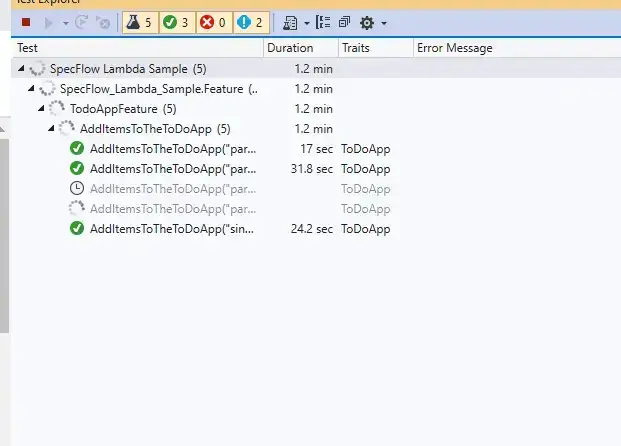 Test Explorer
5 3 0 2
Test Duration Traits Error Message
SpecFlow Lambda Sample (5) 1.2 min
SpecFlow_Lambda_Sample.Feature (.. 1.2 min
TodoAppFeature (5) 1.2 min
AddItemsToTheToDoApp (5) 1.2 min
AddItemsToTheToDoApp("par... 17 sec ToDoApp
AddItemsToTheToDoApp("par... 31.8 sec ToDoApp
AddItemsToTheToDoApp("par... ToDoApp
AddItemsToTheToDoApp("par... ToDoApp
AddItemsToTheToDoApp("sin... 24.2 sec ToDoApp